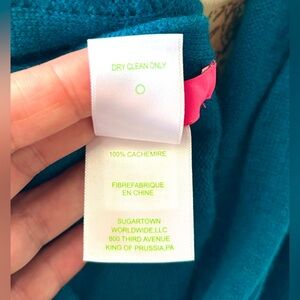 DRY CLEAN ONLY
100% CACHEMIRE
FIBREFABRIQUE
EN CHINE
SUGARTOWN
WORLDWIDE,LLC
800 THIRD AVENUE
KING OF PRUSSIA,PA